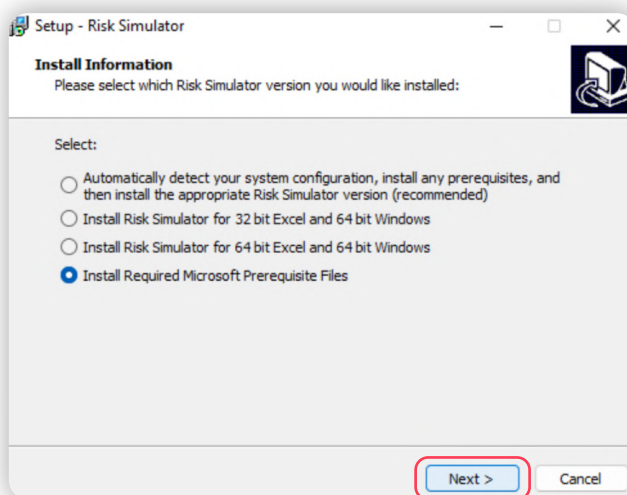 Setup - Risk Simulator
Install Information
Please select which Risk Simulator version you would like installed:
Select:
Automatically detect your system configuration, install any prerequisites, and
then install the appropriate Risk Simulator version (recommended)
Install Risk Simulator for 32 bit Excel and 64 bit Windows
Install Risk Simulator for 64 bit Excel and 64 bit Windows
Install Required Microsoft Prerequisite Files
Next > Cancel